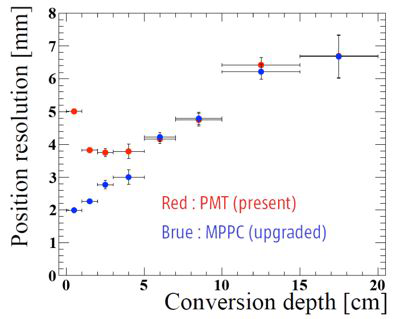 Position resolution [mm]
8
7
6
5
4
3
2
1
0
Red : PMT (present)
Brue : MPPC (upgraded)
0 5 10 15 20
Conversion depth [cm]